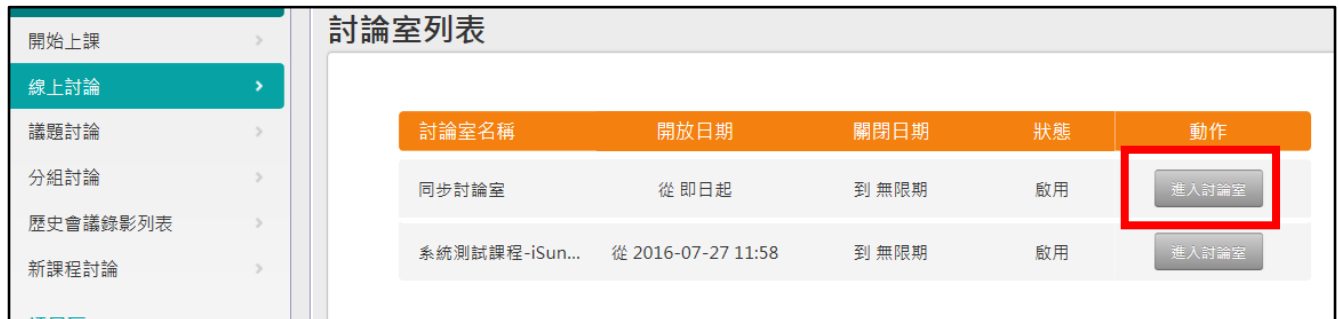 開始上課
線上討論
議題討論
分組討論
歷史會議錄影列表
新課程討論
討論室列表
討論室名稱 開放日期 關閉日期 狀態 動作
同步討論室 從 即日起 到 無限期 啟用 進入討論室
系統測試課程-iSun... 從 2016-07-27 11:58 到 無限期 啟用 進入討論室